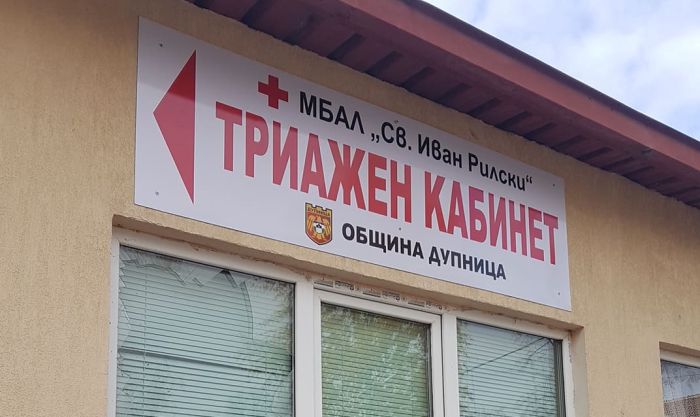 МБАЛ „Св. Иван Рилски“
ТРИАЖЕН КАБИНЕТ
ОБЩИНА ДУПНИЦА